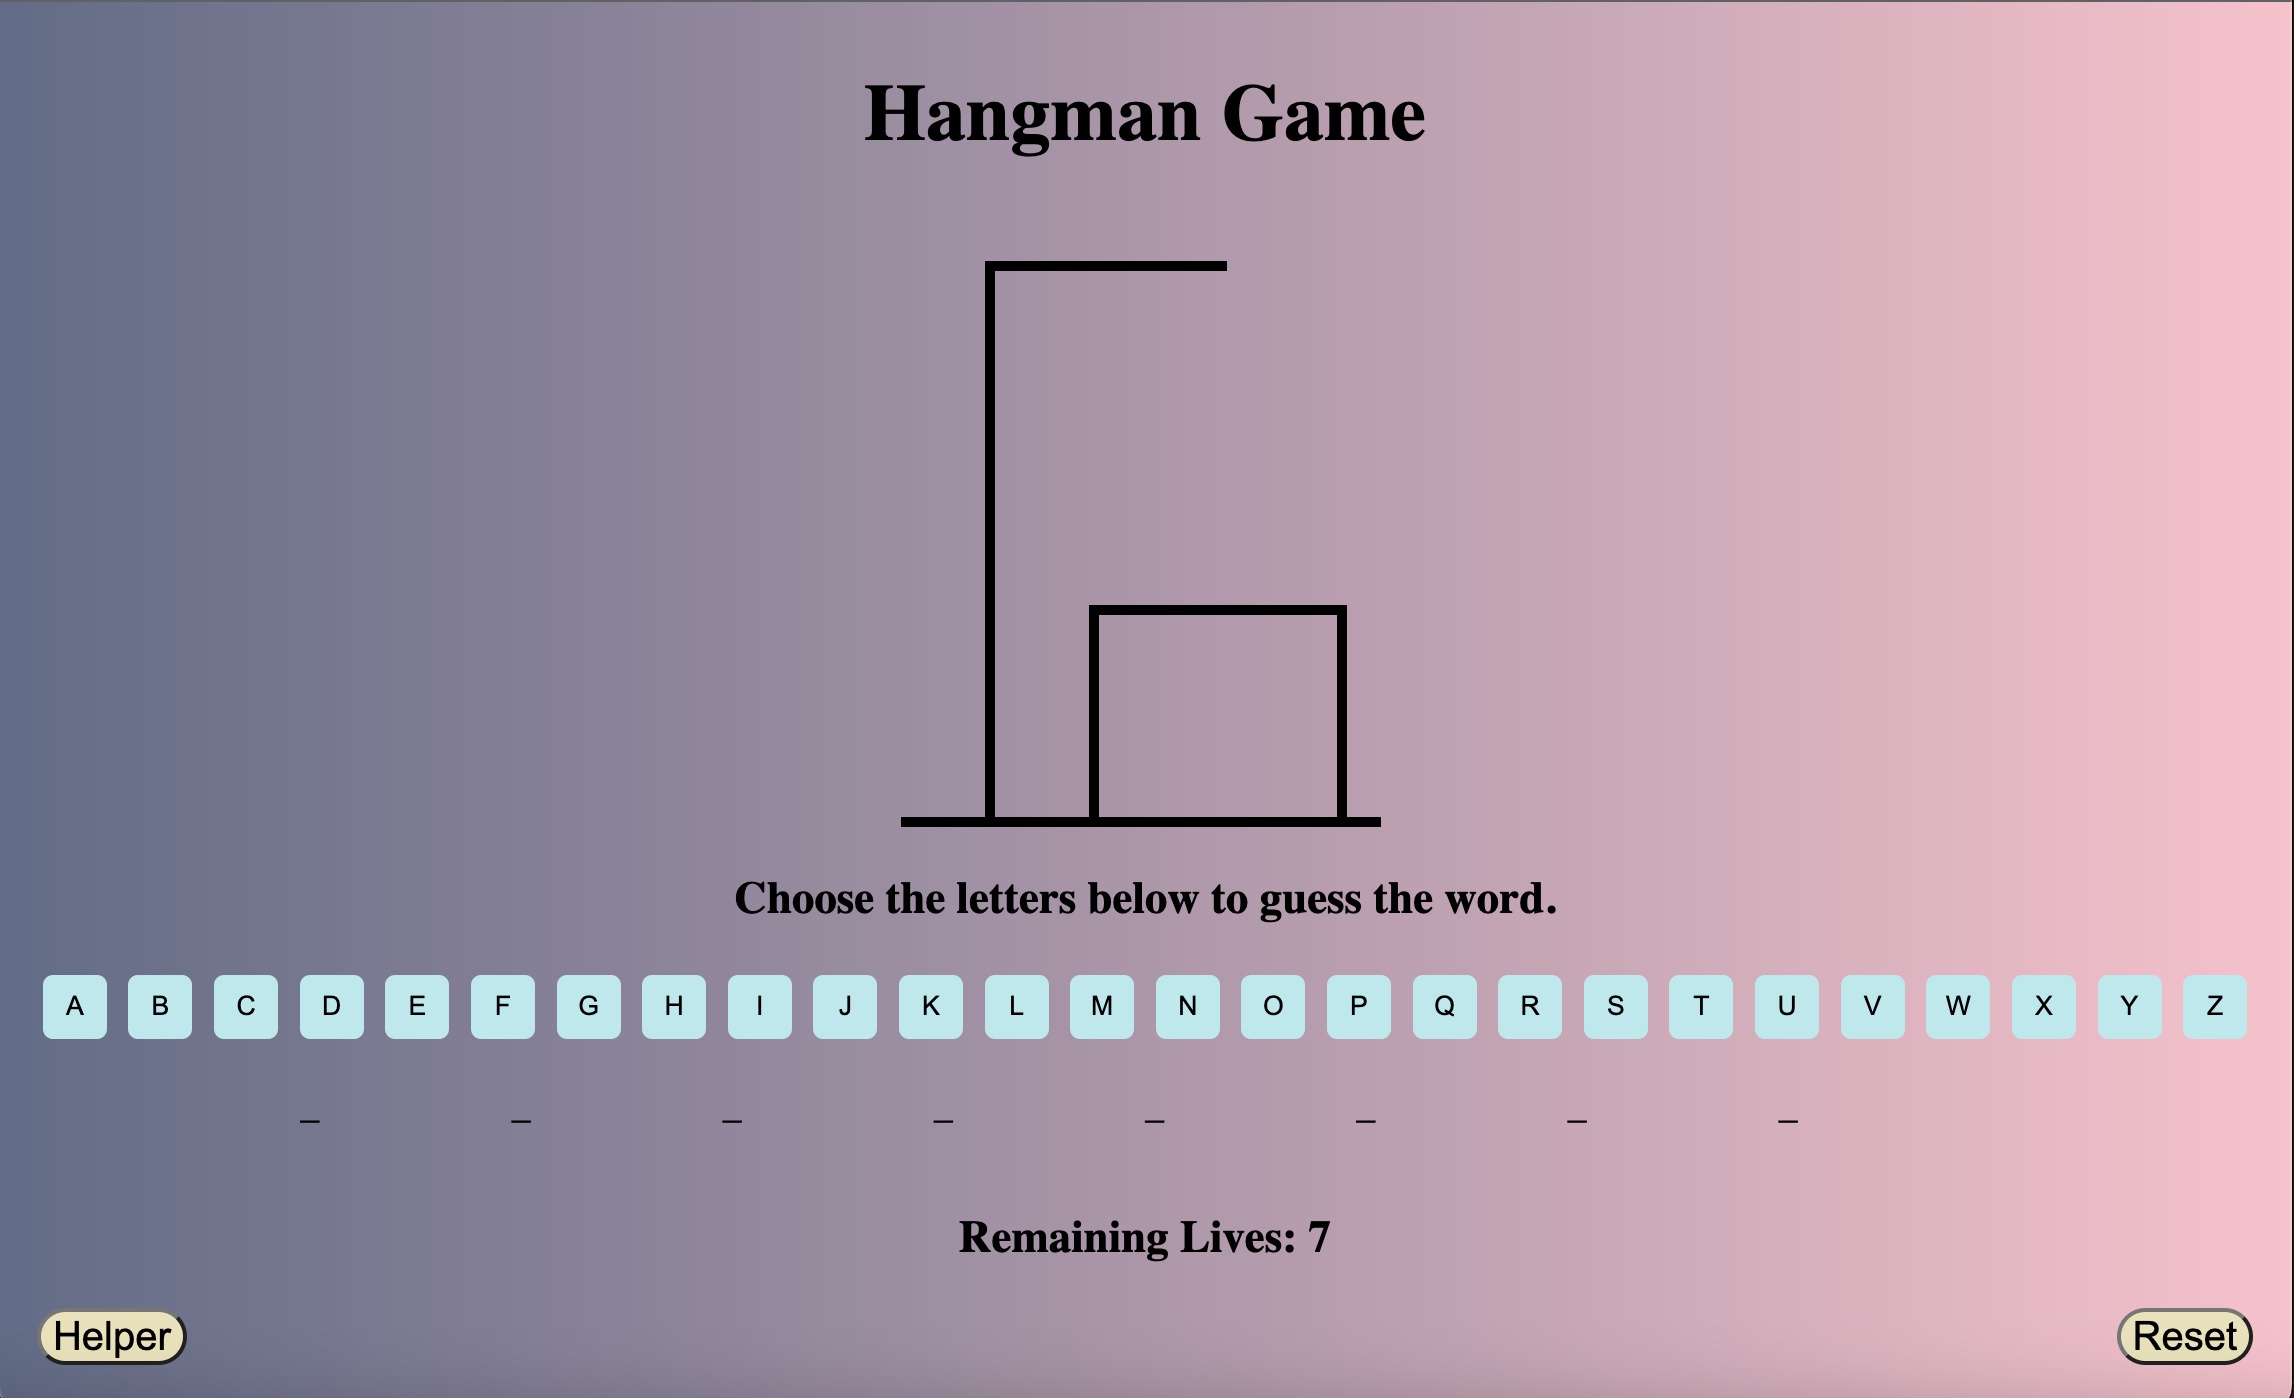 Hangman Game
Choose the letters below to guess the word.
A B C D E F G H I J K L M N O P Q R S T U V W X Y Z
_ _ _ _ _ _ _ _
Remaining Lives: 7
Helper Reset